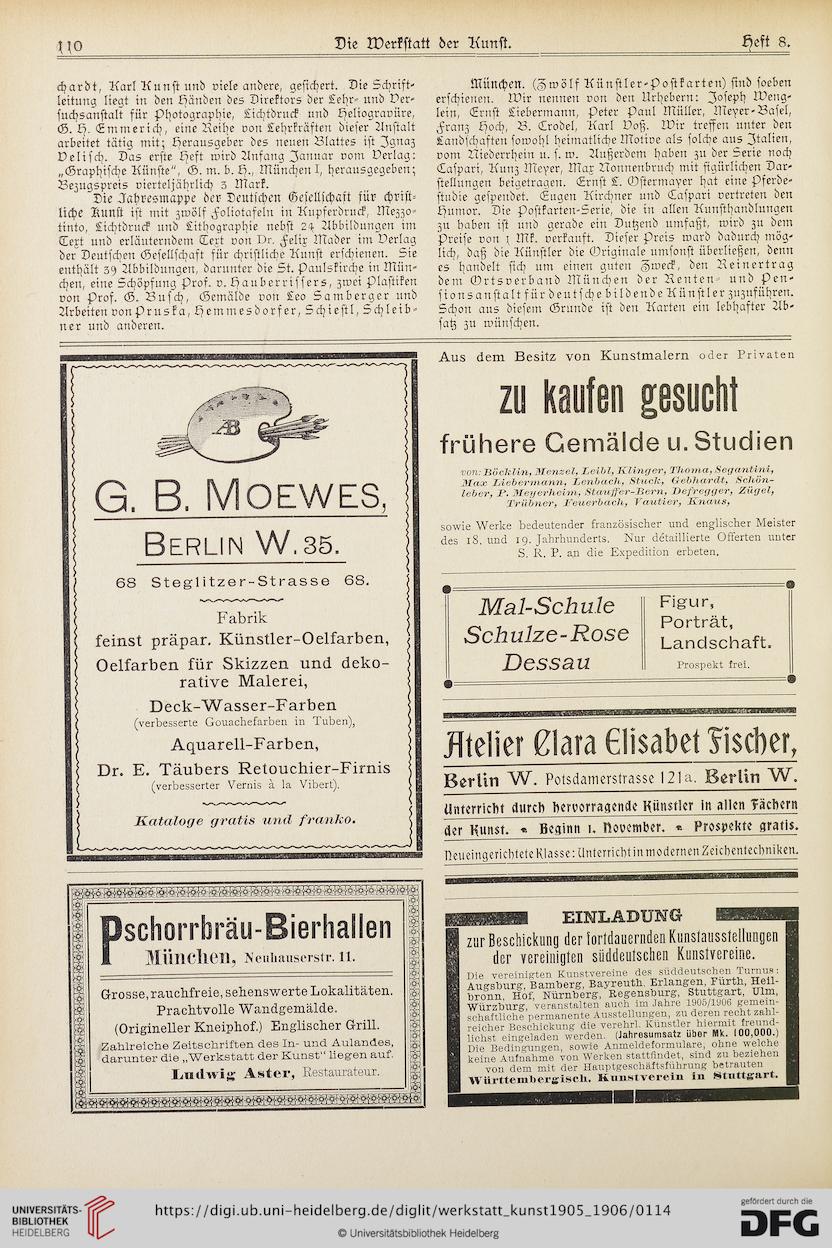 110
Die Werkstatt der Kunst.
Heft 8.
chardt, Karl Kunst und viele andere, gesichert. Die Schrift-
leitung liegt in den Händen des Direktors der Lehr- und Ver-
suchsanstalt für Photographie, Lichtdruck und Heliogravüre,
G. H. Emmerich, eine Reihe von Lehrkräften dieser Anstalt
arbeitet tätig mit; Herausgeber des neuen Blattes ist Ignaz
Velisch. Das erste Heft wird Anfang Januar vom Verlag:
„Graphische Künste“, G. m. b. H., München I, herausgegeben;
Bezugspreis vierteljährlich 3 Mark.
Die Jahresmappe der Deutschen Gesellschaft für christ-
liche Kunst ist mit zwölf Foliotafeln in Kupferdruck, Mezzo-
tinto, Lichtdruck und Lithographie nebst 24 Abbildungen im
Text und erläuterndem Text von Dr. Felix Mader im Verlag
der Deutschen Gesellschaft für christliche Kunst erschienen. Sie
enthält 39 Abbildungen, darunter die St. Paulskirche in Mün-
chen, eine Schöpfung Prof. v. Hauberrissers, zwei Plastiken
von Prof. G. Busch, Gemälde von Leo Samberger und
Arbeiten von Pruska, Hemmesdorfer, Schiestl, Schleib-
ner und anderen.
München. (Zwölf Künstler-Postkarten) sind soeben
erschienen. Wir nennen von den Urhebern: Joseph Weng-
lein, Ernst Liebermann, Peter Paul Müller, Meyer-Basel,
Franz Hoch, B. Crodel, Karl Voß. Wir treffen unter den
Landschaften sowohl heimatliche Motive als solche aus Italien,
vom Niederrhein u. s. w. Außerdem haben zu der Serie noch
Caspari, Kunz Meyer, Max Nonnenbruch mit figürlichen Dar-
stellungen beigetragen. Ernst L. Ostermayer hat eine Pferde-
studie gespendet. Eugen Kirchner und Caspari vertreten den
Humor. Die Postkarten-Serie, die in allen Kunsthandlungen
zu haben ist und gerade ein Dutzend umfaßt, wird zu dem
Preise von 1 Mk. verkauft. Dieser Preis ward dadurch mög-
lich, daß die Künstler die Originale umsonst überließen, denn
es handelt sich um einen guten Zweck, den Reinertrag
dem Ortsverband München der Renten- und Pen-
sionsanstalt für deutsche bildende Künstler zuzuführen.
Schon aus diesem Grunde ist den Karten ein lebhafter Ab-
satz zu wünschen.
AB
G. B. MOEWES,
BERLIN W. 35.
68 Steglitzer-Strasse 68.
Fabrik
feinst präpar. Künstler-Oelfarben,
Oelfarben für Skizzen und deko-
rative Malerei,
Deck-Wasser-Farben
(verbesserte Gouachefarben in Tuben),
Aquarell-Farben,
Dr. E. Täubers Retouchier-Firnis
(verbesserter Vernis à la Vibert).
Kataloge gratis und franko.
Pschorrbräu-Bierhallen
München, Neuhauserstr. 11.
Grosse, rauchfreie, sehenswerte Lokalitäten.
Prachtvolle Wandgemälde.
(Origineller Kneiphof.) Englischer Grill.
Zahlreiche Zeitschriften des In- und Aulandes,
darunter die „Werkstatt der Kunst“ liegen auf.
Ludwig Aster, Restaurateur.
Aus dem Besitz von Kunstmalern oder Privaten
zu kaufen gesucht
frühere Gemälde u. Studien
von: Böcklin, Menzel, Leibl, Klinger, Thoma, Segantini,
Max Liebermann, Lenbach, Stuck, Gebhardt, Schön-
leber, P. Meyerheim, Stauffer-Bern, Defregger, Zügel,
Trübner, Feuerbach, Vautier, Knaus,
sowie Werke bedeutender französischer und englischer Meister
des 18. und 19. Jahrhunderts. Nur détaillierte Offerten unter
S. R. P. an die Expedition erbeten.
Mal-Schule
Schulze-Rose
Dessau
Figur,
Porträt,
Landschaft.
Prospekt frei.
Atelier Clara Elisabet Fischer,
Berlin W. Potsdamerstrasse 121a. Berlin W.
Unterricht durch hervorragende Künstler in allen Fächern
der Kunst. Beginn 1. November. Prospekte gratis.
Neueingerichtete Klasse: Unterricht in modernen Zeichentechniken.
EINLADUNG
zur Beschickung der fortdauernden Kunstausstellungen
der vereinigten süddeutschen Kunstvereine.
Die vereinigten Kunstvereine des süddeutschen Turnus:
Augsburg, Bamberg, Bayreuth, Erlangen, Fürth, Heil-
bronn, Hof, Nürnberg, Regensburg, Stuttgart, Ulm,
Würzburg, veranstalten auch im Jahre 1905/1906 gemein-
schaftliche permanente Ausstellungen, zu deren recht zahl-
reicher Beschickung die verehrl. Künstler hiermit freund-
lichst eingeladen werden. (Jahresumsatz über Mk. 100,000.)
Die Bedingungen, sowie Anmeldeformulare, ohne welche
keine Aufnahme von Werken stattfindet, sind zu beziehen
von dem mit der Hauptgeschäftsführung betrauten
Württembergisch. Kunstverein in Stuttgart.
UNIVERSITÄTS-
BIBLIOTHEK
HEIDELBERG
https://digi.ub.uni-heidelberg.de/diglit/werkstatt_kunst1905_1906/0114
© Universitätsbibliothek Heidelberg
gefördert durch die
DFG